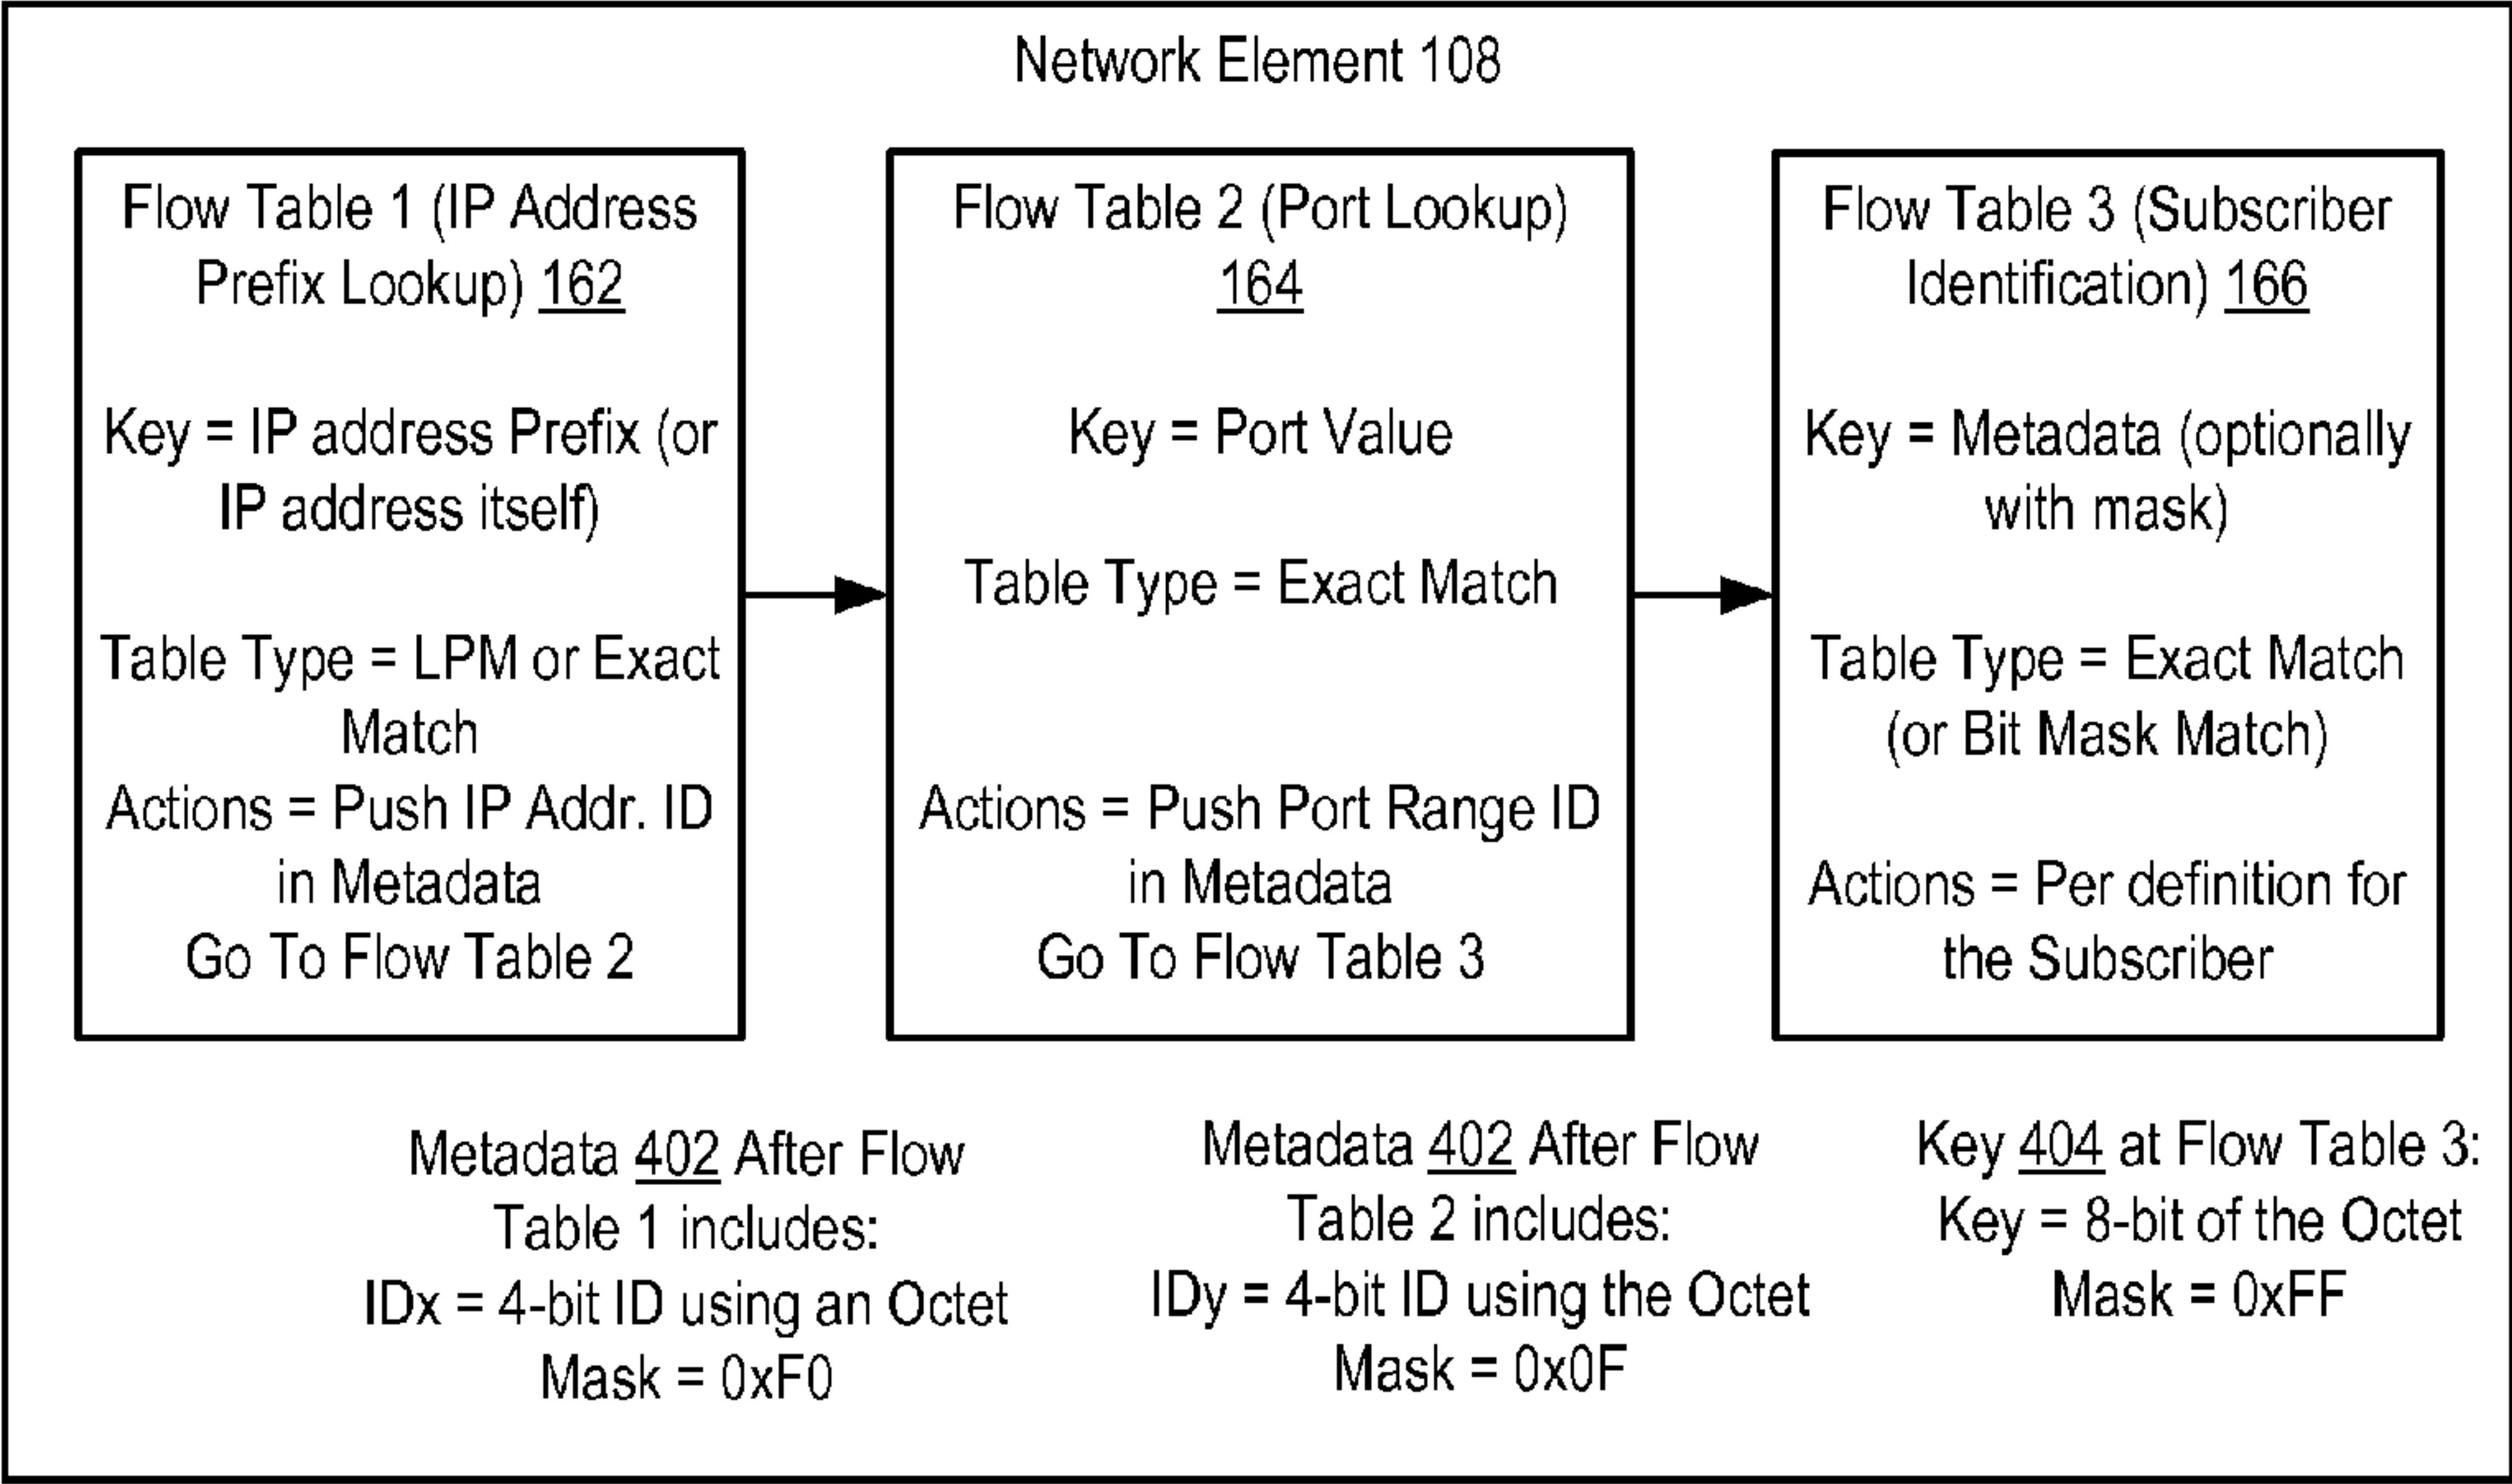 Network Element 108
Flow Table 1 (IP Address
Prefix Lookup) 162
Key = IP address Prefix (or
IP address itself)
Table Type = LPM or Exact
Match
Actions = Push IP Addr. ID
in Metadata
Go To Flow Table 2
Flow Table 2 (Port Lookup)
164
Key = Port Value
Table Type = Exact Match
Actions = Push Port Range ID
in Metadata
Go To Flow Table 3
Flow Table 3 (Subscriber
Identification) 166
Key = Metadata (optionally
with mask)
Table Type = Exact Match
(or Bit Mask Match)
Actions = Per definition for
the Subscriber
Metadata 402 After Flow
Table 1 includes:
IDx = 4-bit ID using an Octet
Mask = 0xF0
Metadata 402 After Flow
Table 2 includes:
IDy = 4-bit ID using the Octet
Mask = 0x0F
Key 404 at Flow Table 3:
Key = 8-bit of the Octet
Mask = 0xFF